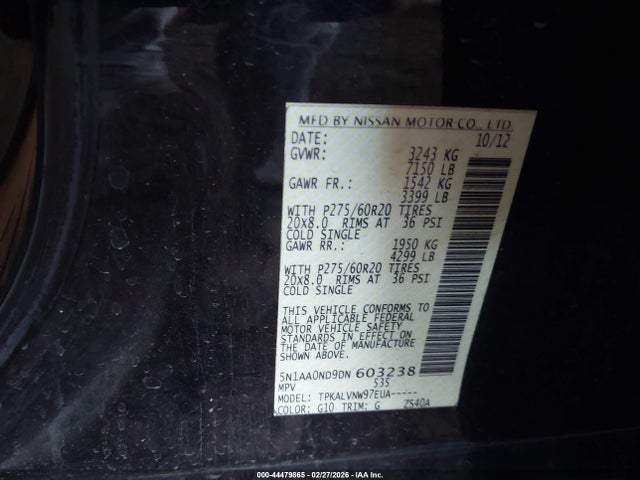 MFD BY NISSAN MOTOR CO., LTD.
DATE: 10/12
GVWR: 3243 KG
7150 LB
GAWR FR.: 1542 KG
3399 LB
WITH P275/60R20 TIRES
20X8.0 RIMS AT 36 PSI
COLD SINGLE
GAWR RR.: 1950 KG
4299 LB
WITH P275/60R20 TIRES
20X8.0 RIMS AT 36 PSI
COLD SINGLE
THIS VEHICLE CONFORMS TO
ALL APPLICABLE FEDERAL
MOTOR VEHICLE SAFETY
STANDARDS IN EFFECT ON
THE DATE OF MANUFACTURE
SHOWN ABOVE.
5N1AA0ND9DN 603238
MPV 535
MODEL: TPKALVNW97EUA-----
COLOR: G10 TRIM: G ZS40A
000-44479865 - 02/27/2026 - IAA Inc.